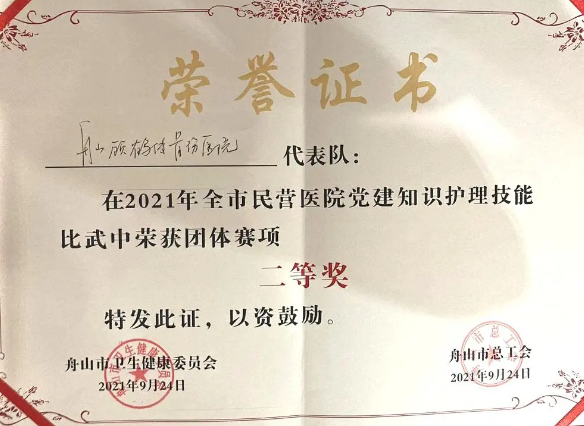 荣誉证书
舟山顾鹤林骨伤医院 代表队：
在2021年全市民营医院党建知识护理技能
比武中荣获团体赛项
二等奖
特发此证，以资鼓励。
舟山市卫生健康委员会
2021年9月24日
舟山市总工会
2021年9月24日